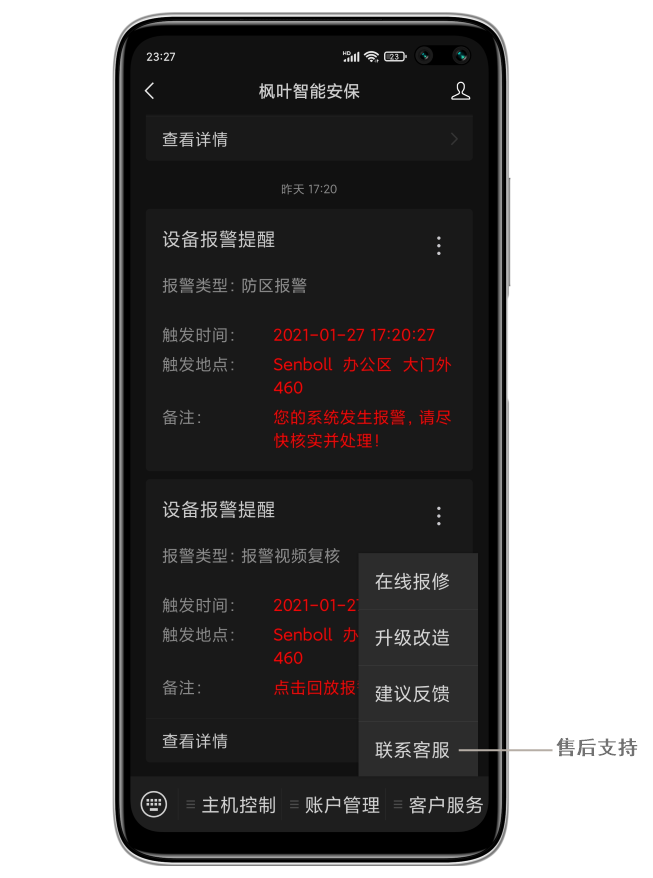 23:27
HD 23
枫叶智能安保
查看详情
昨天 17:20
设备报警提醒
报警类型：防区报警
触发时间： 2021-01-27 17:20:27
触发地点： Senboll 办公区 大门外
460
备注： 您的系统发生报警，请尽
快核实并处理！
设备报警提醒
报警类型：报警视频复核
触发时间： 2021-01-27
触发地点： Senboll 办
460
备注： 点击回放报
查看详情
在线报修
升级改造
建议反馈
联系客服
售后支持
主机控制 账户管理 客户服务